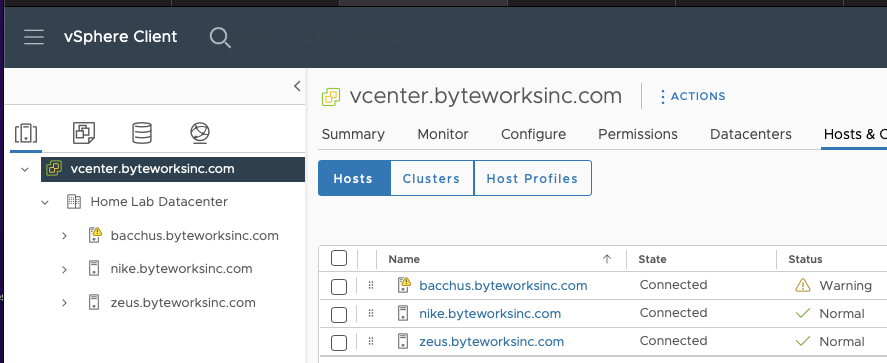 vSphere Client
vcenter.byteworksinc.com
ACTIONS
Summary Monitor Configure Permissions Datacenters Hosts & C
Hosts Clusters Host Profiles
vcenter.byteworksinc.com
Home Lab Datacenter
bacchus.byteworksinc.com
nike.byteworksinc.com
zeus.byteworksinc.com
Name State Status
bacchus.byteworksinc.com Connected Warning
nike.byteworksinc.com Connected Normal
zeus.byteworksinc.com Connected Normal